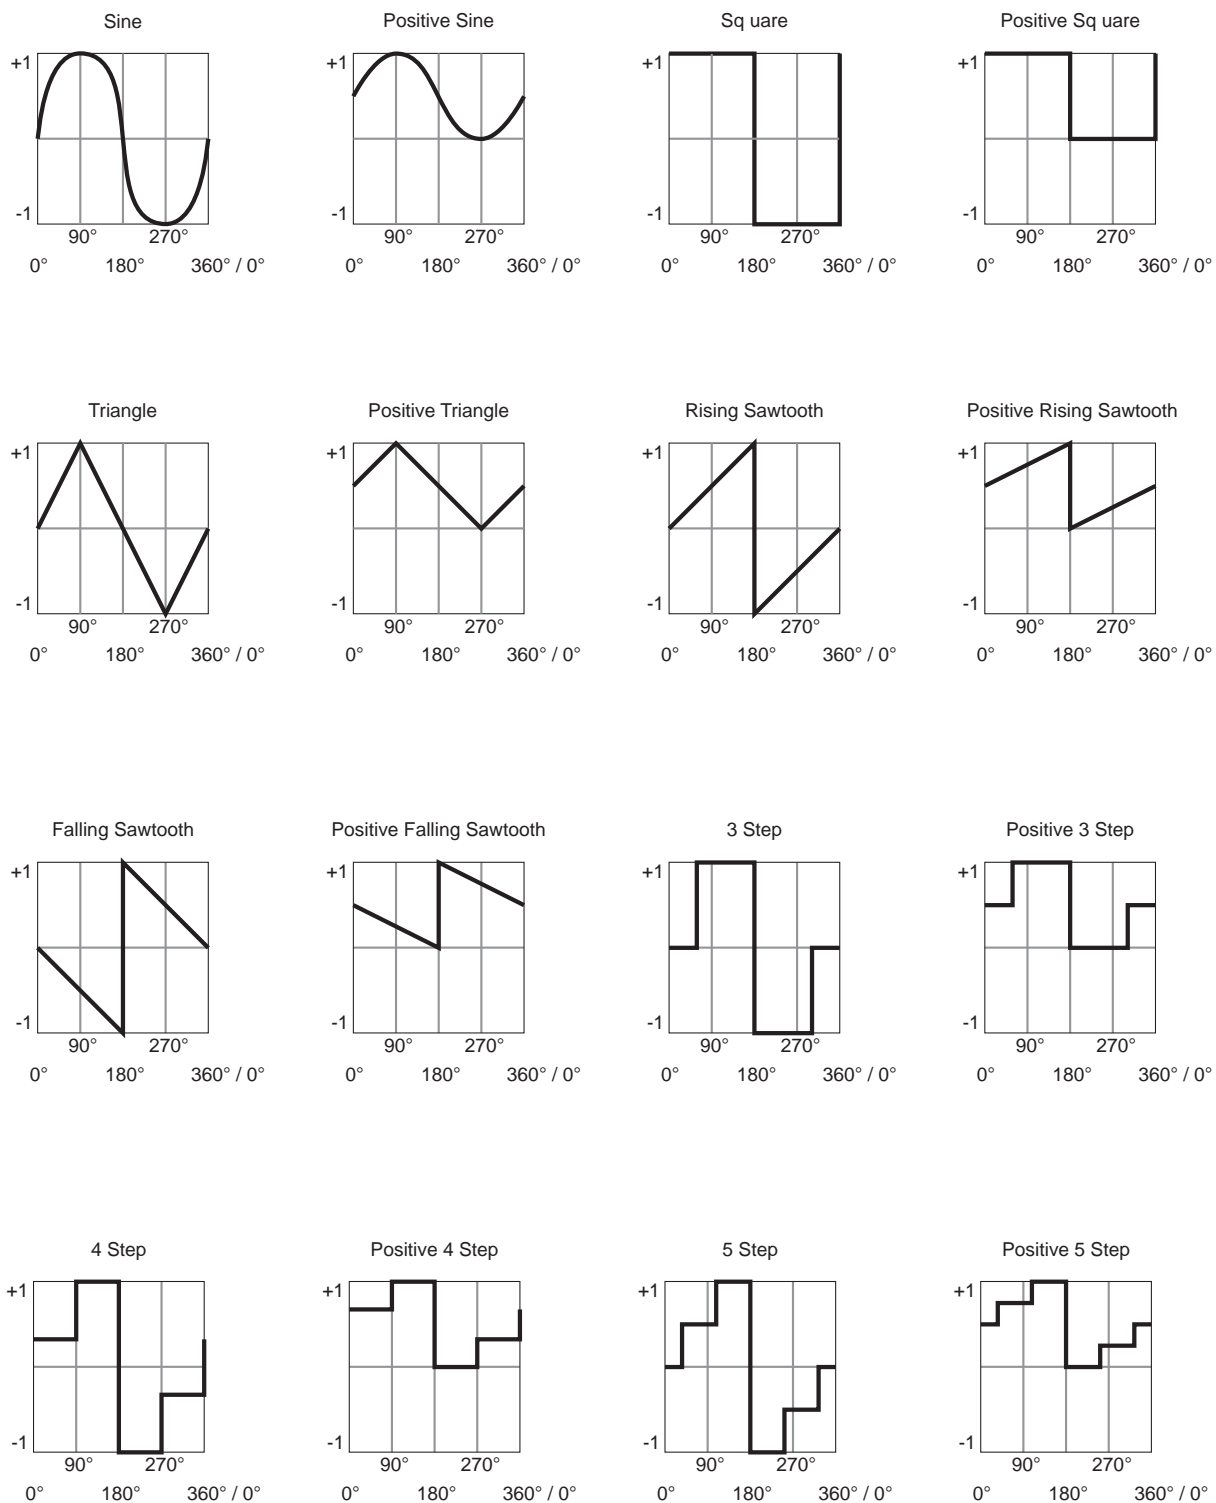 Sine Positive Sine Sq uare Positive Sq uare
+1 +1 +1 +1
-1 -1 -1 -1
90° 270° 90° 270° 90° 270° 90° 270°
0° 180° 360° / 0° 0° 180° 360° / 0° 0° 180° 360° / 0° 0° 180° 360° / 0°
Triangle Positive Triangle Rising Sawtooth Positive Rising Sawtooth
+1 +1 +1 +1
-1 -1 -1 -1
90° 270° 90° 270° 90° 270° 90° 270°
0° 180° 360° / 0° 0° 180° 360° / 0° 0° 180° 360° / 0° 0° 180° 360° / 0°
Falling Sawtooth Positive Falling Sawtooth 3 Step Positive 3 Step
+1 +1 +1 +1
-1 -1 -1 -1
90° 270° 90° 270° 90° 270° 90° 270°
0° 180° 360° / 0° 0° 180° 360° / 0° 0° 180° 360° / 0° 0° 180° 360° / 0°
4 Step Positive 4 Step 5 Step Positive 5 Step
+1 +1 +1 +1
-1 -1 -1 -1
90° 270° 90° 270° 90° 270° 90° 270°
0° 180° 360° / 0° 0° 180° 360° / 0° 0° 180° 360° / 0° 0° 180° 360° / 0°